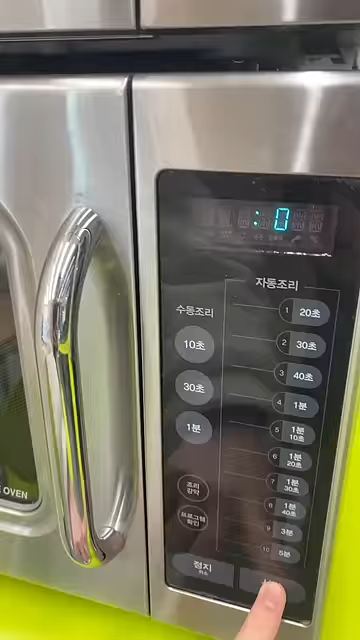 : 0
자동조리
수동조리
1 20초
10초
2 30초
3 40초
30초
4 1분
1분
5 1분
10초
6 1분
20초
7 1분
30초
조리
강약
8 1분
40초
프로그램
확인
9 3분
10 5분
정지
취소
OVEN